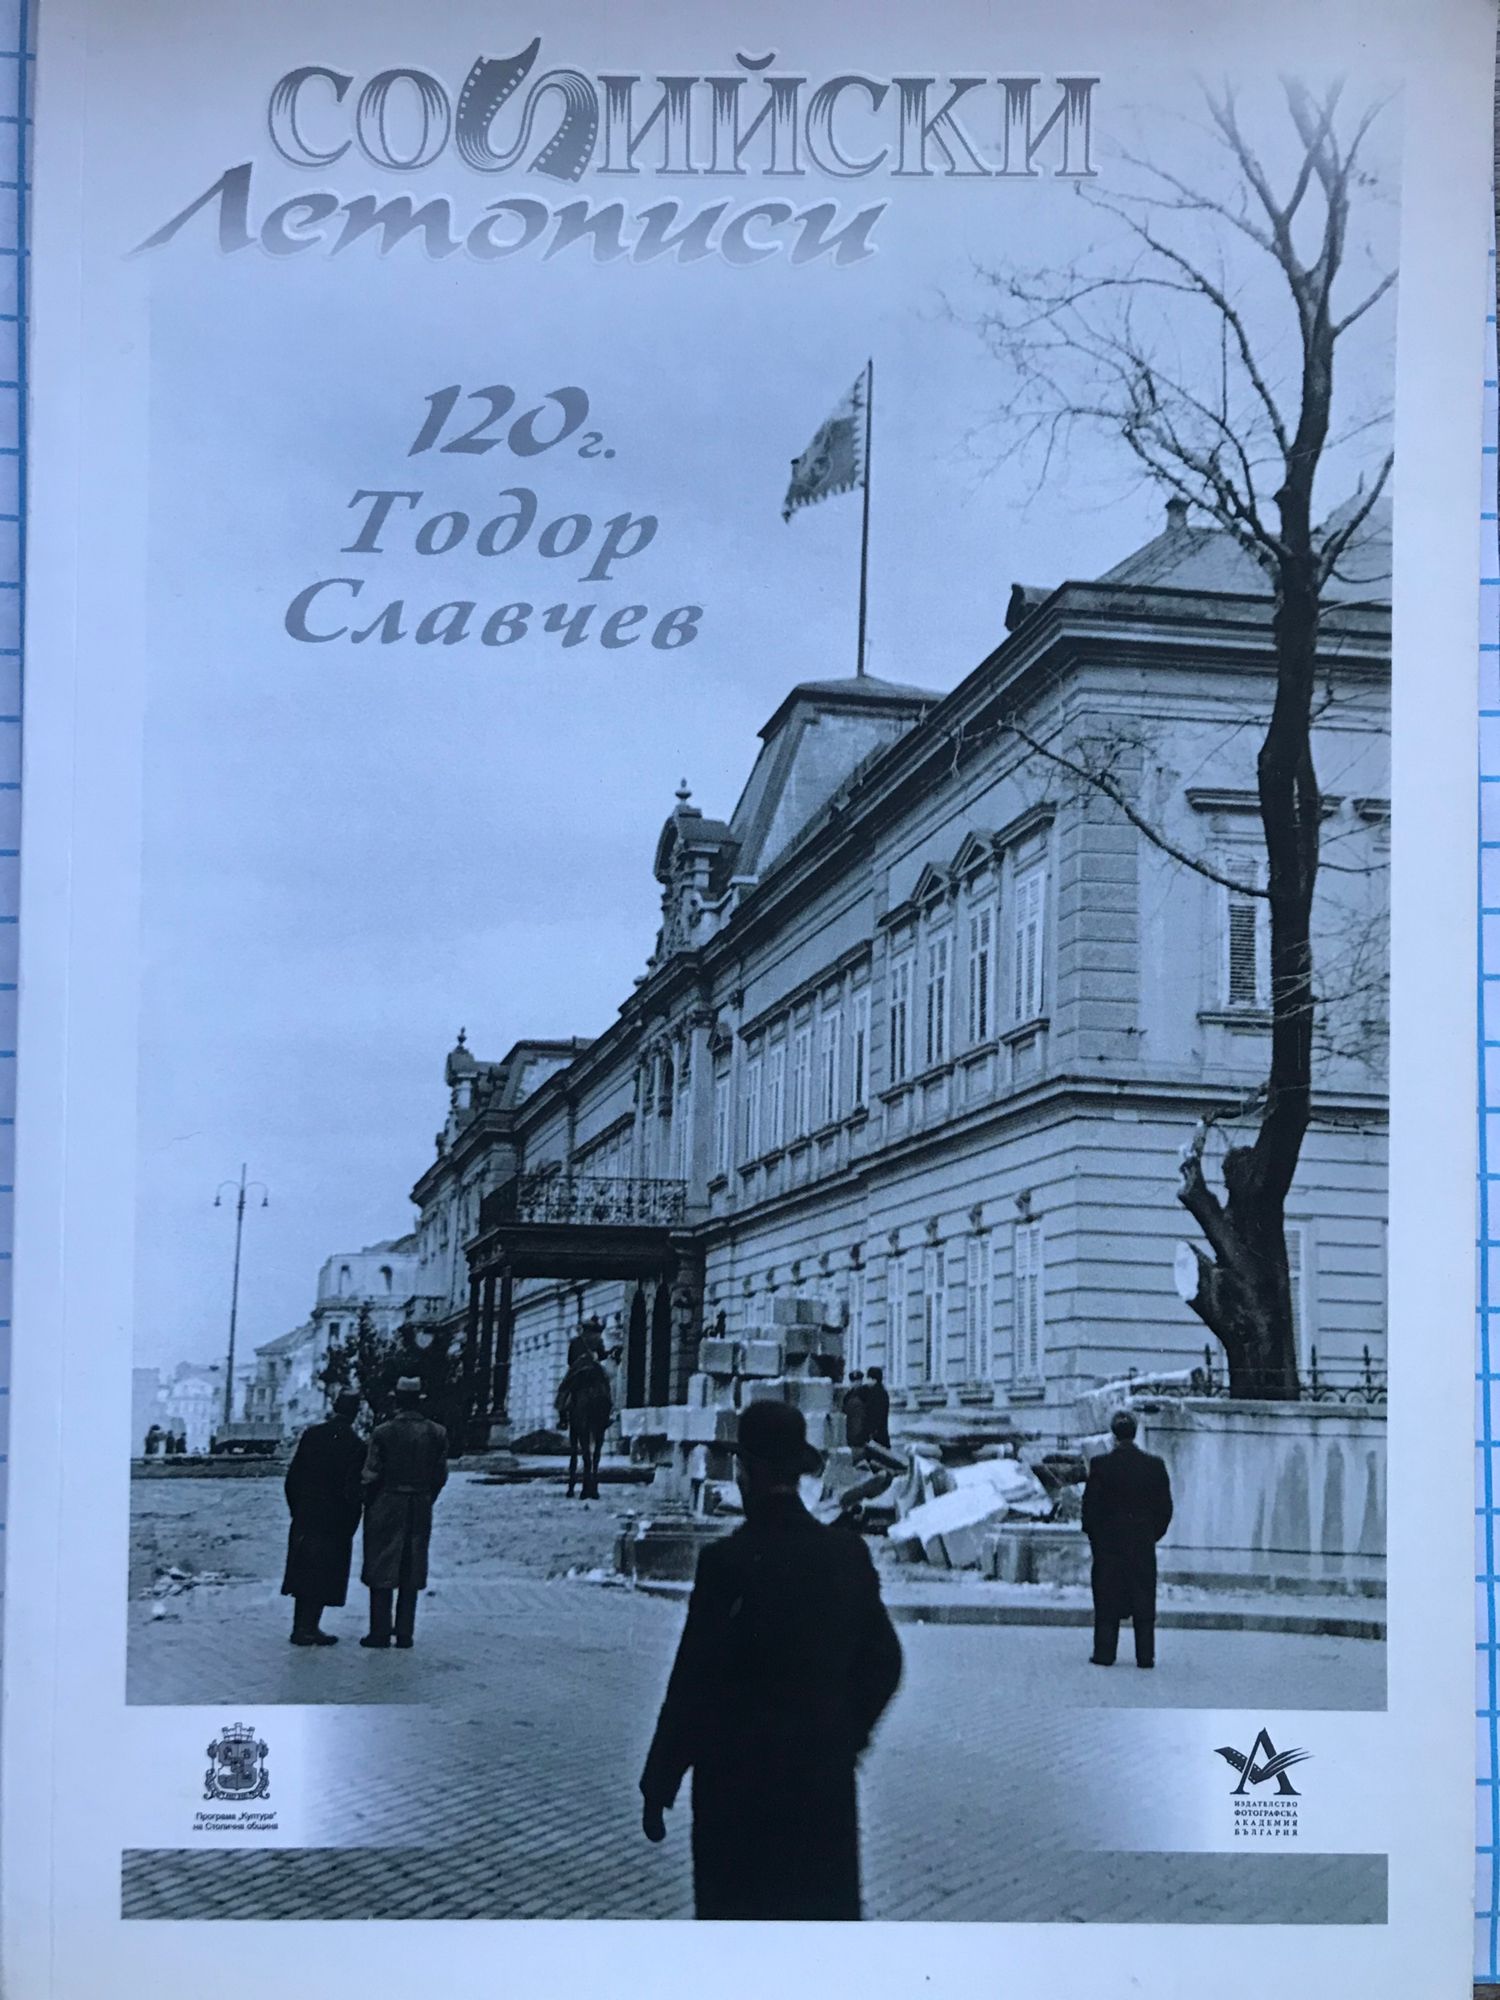 СОФИЙСКИ
Летописи
120г.
Тодор
Славчев
Програма „Култура“
на Столична община
ИЗДАТЕЛСТВО
ФОТОГРАФСКА
АКАДЕМИЯ
БЪЛГАРИЯ